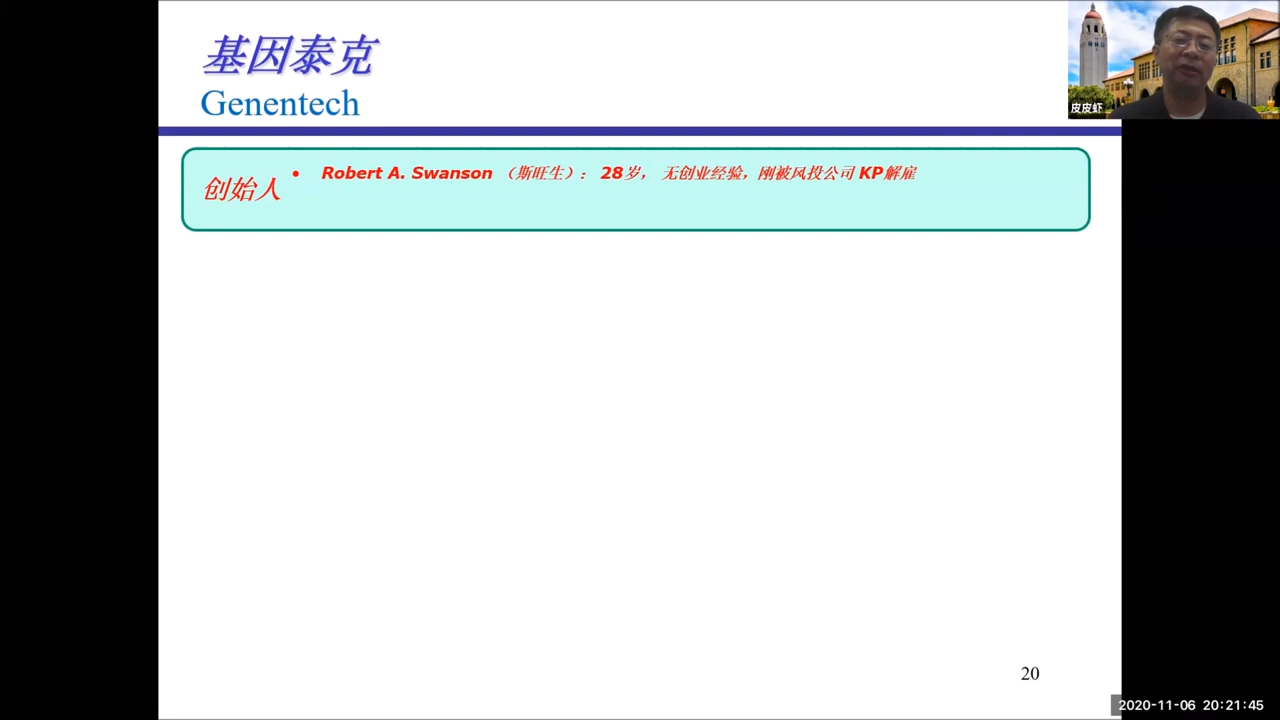 基因泰克
Genentech
皮皮虾
创始人
• Robert A. Swanson （斯旺生）： 28岁， 无创业经验，刚被风投公司 KP解雇
20
2020-11-06 20:21:45